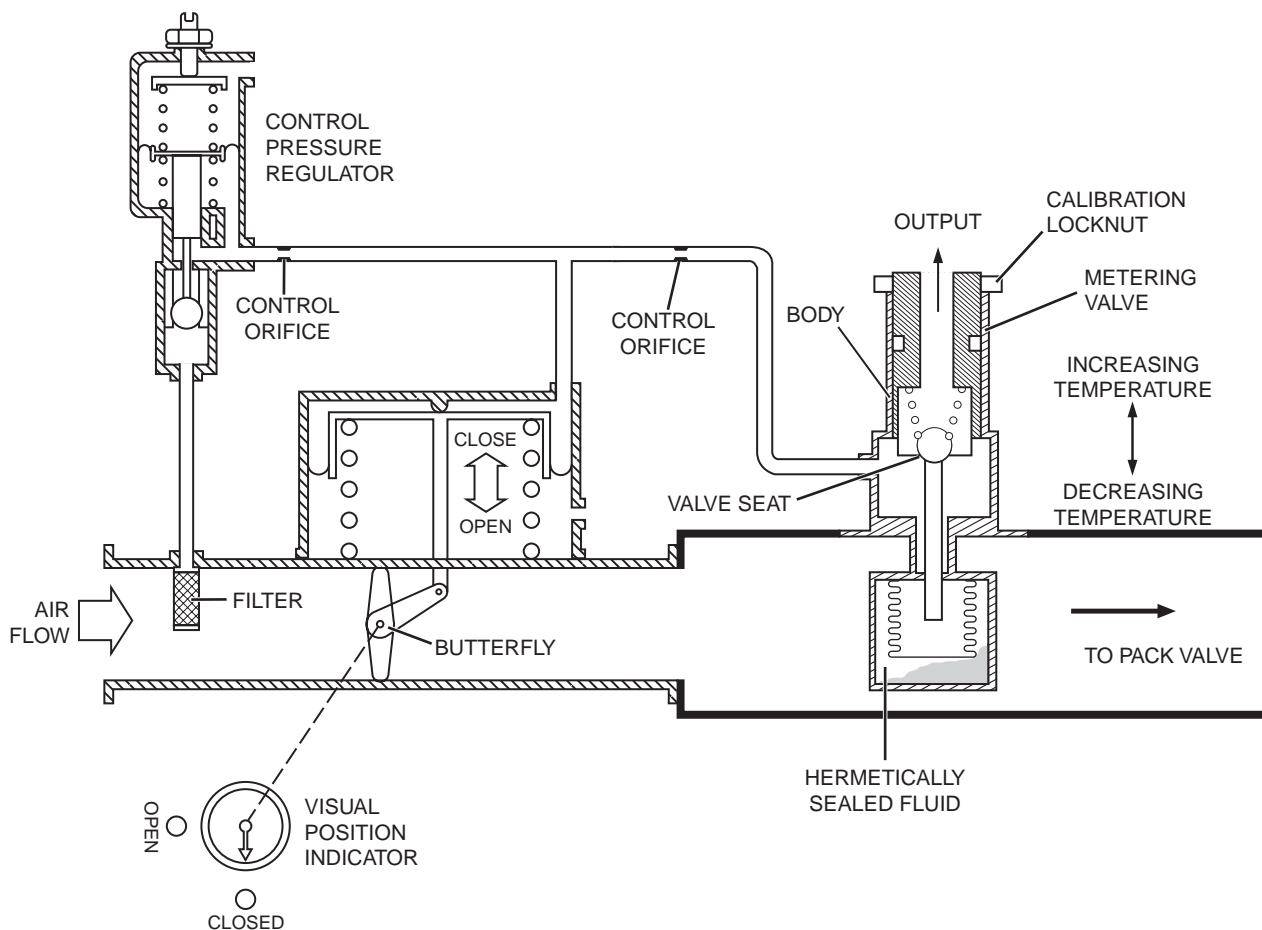 CONTROL
PRESSURE
REGULATOR
CALIBRATION
LOCKNUT
OUTPUT
METERING
VALVE
CONTROL
ORIFICE
CONTROL
ORIFICE
BODY
INCREASING
TEMPERATURE
CLOSE
OPEN
VALVE SEAT
DECREASING
TEMPERATURE
AIR
FLOW
FILTER
BUTTERFLY
TO PACK VALVE
HERMETICALLY
SEALED FLUID
OPEN
VISUAL
POSITION
INDICATOR
CLOSED